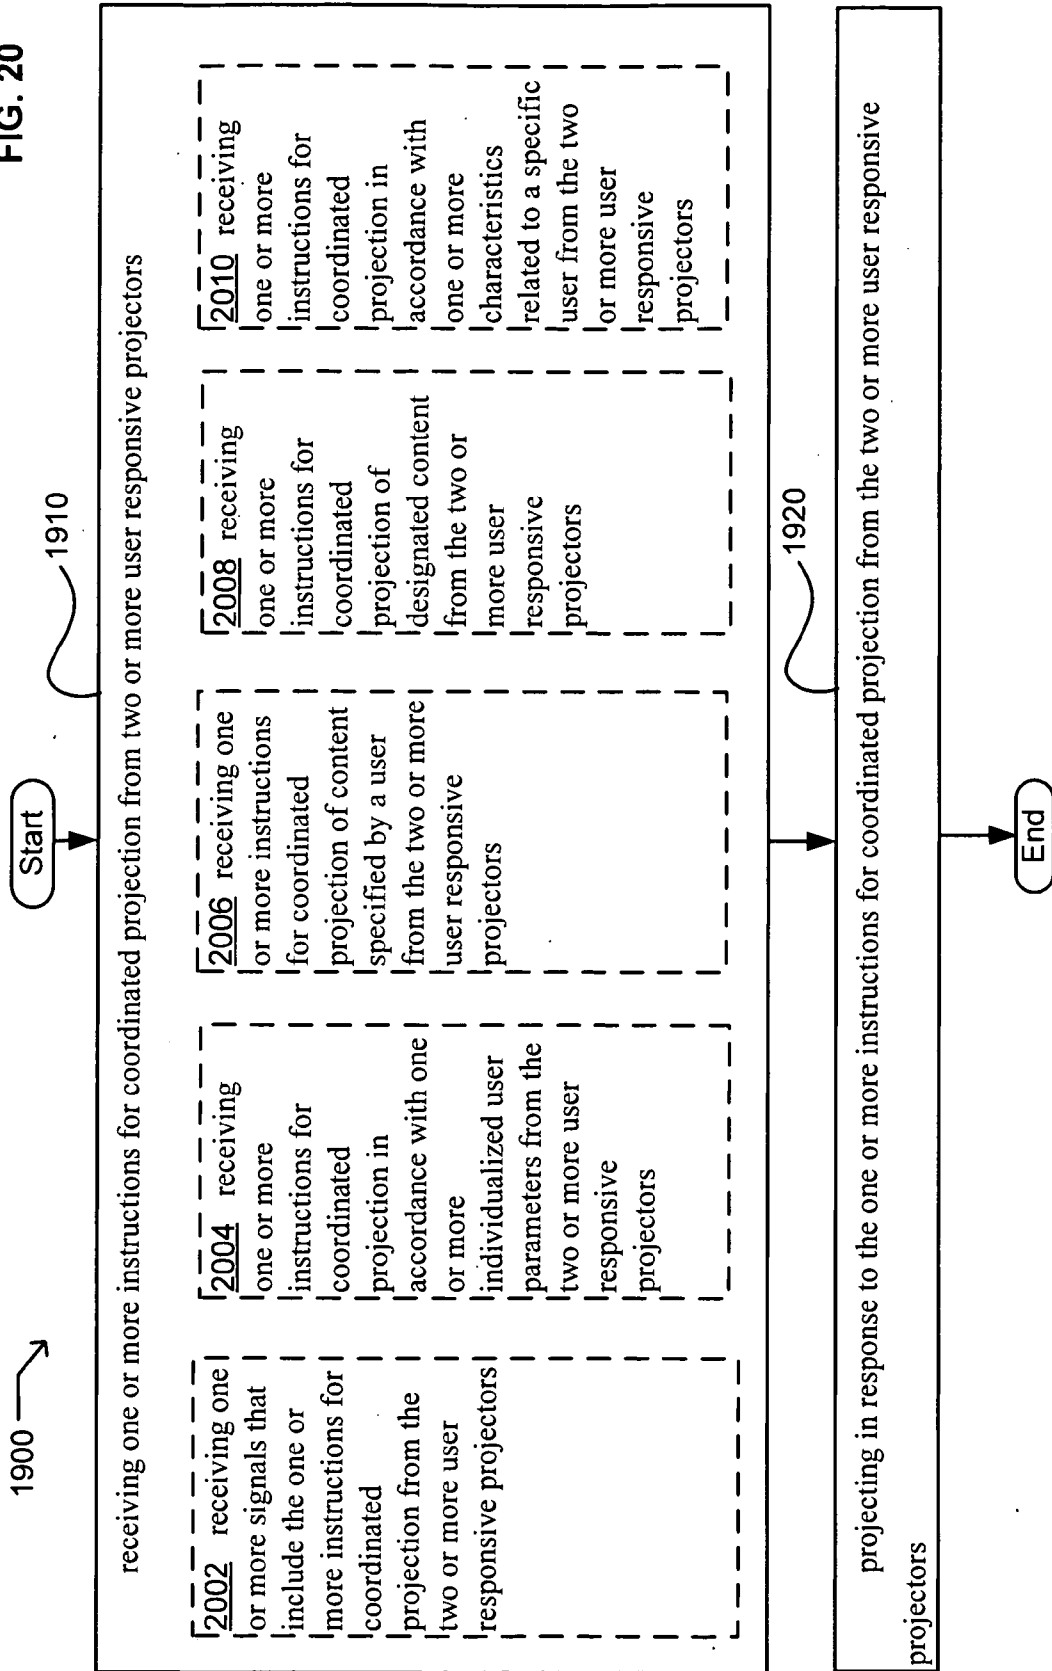 FIG. 20
1900
Start
1910
receiving one or more instructions for coordinated projection from two or more user responsive projectors
2002 receiving one
or more signals that
include the one or
more instructions for
coordinated
projection from the
two or more user
responsive projectors
2004 receiving
one or more
instructions for
coordinated
projection in
accordance with one
or more
individualized user
parameters from the
two or more user
responsive
projectors
2006 receiving one
or more instructions
for coordinated
projection of content
specified by a user
from the two or more
user responsive
projectors
2008 receiving
one or more
instructions for
coordinated
projection of
designated content
from the two or
more user
responsive
projectors
2010 receiving
one or more
instructions for
coordinated
projection in
accordance with
one or more
characteristics
related to a specific
user from the two
or more user
responsive
projectors
1920
projecting in response to the one or more instructions for coordinated projection from the two or more user responsive
projectors
End